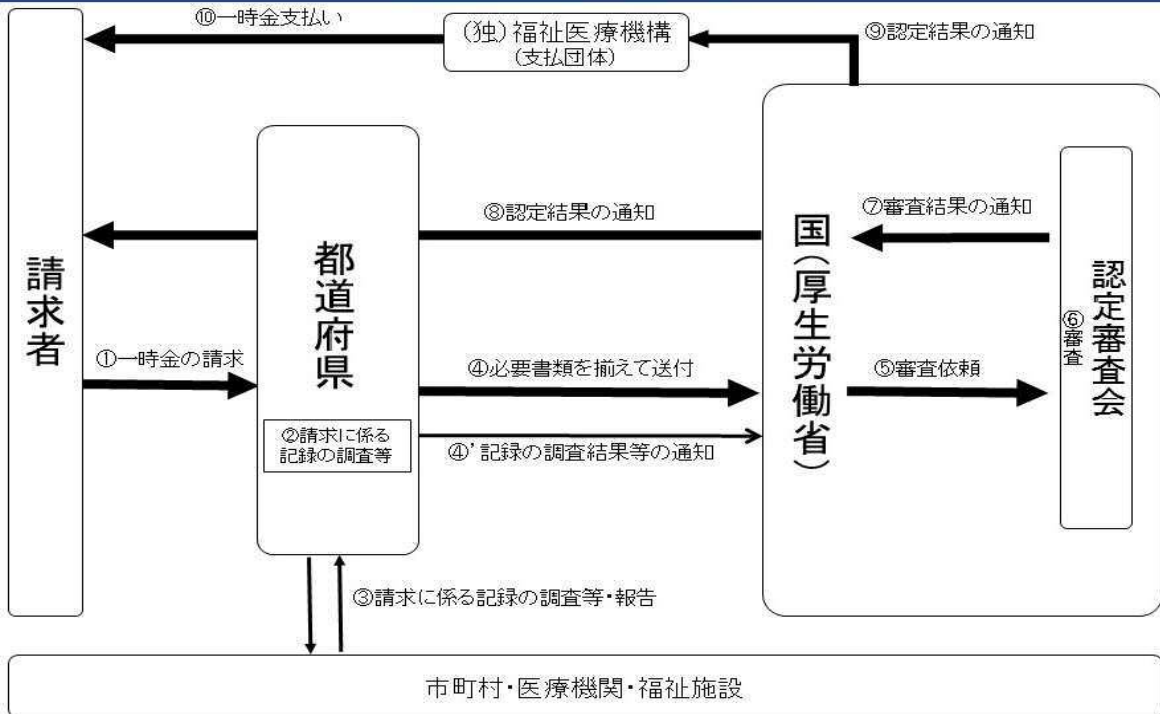 ⑩一時金支払い
(独)福祉医療機構
(支払団体)
⑨認定結果の通知
請求者
都道府県
国(厚生労働省)
認定審査会
⑥審査
⑧認定結果の通知
⑦審査結果の通知
①一時金の請求
④必要書類を揃えて送付
⑤審査依頼
②請求に係る
記録の調査等
④'記録の調査結果等の通知
③請求に係る記録の調査等・報告
市町村・医療機関・福祉施設